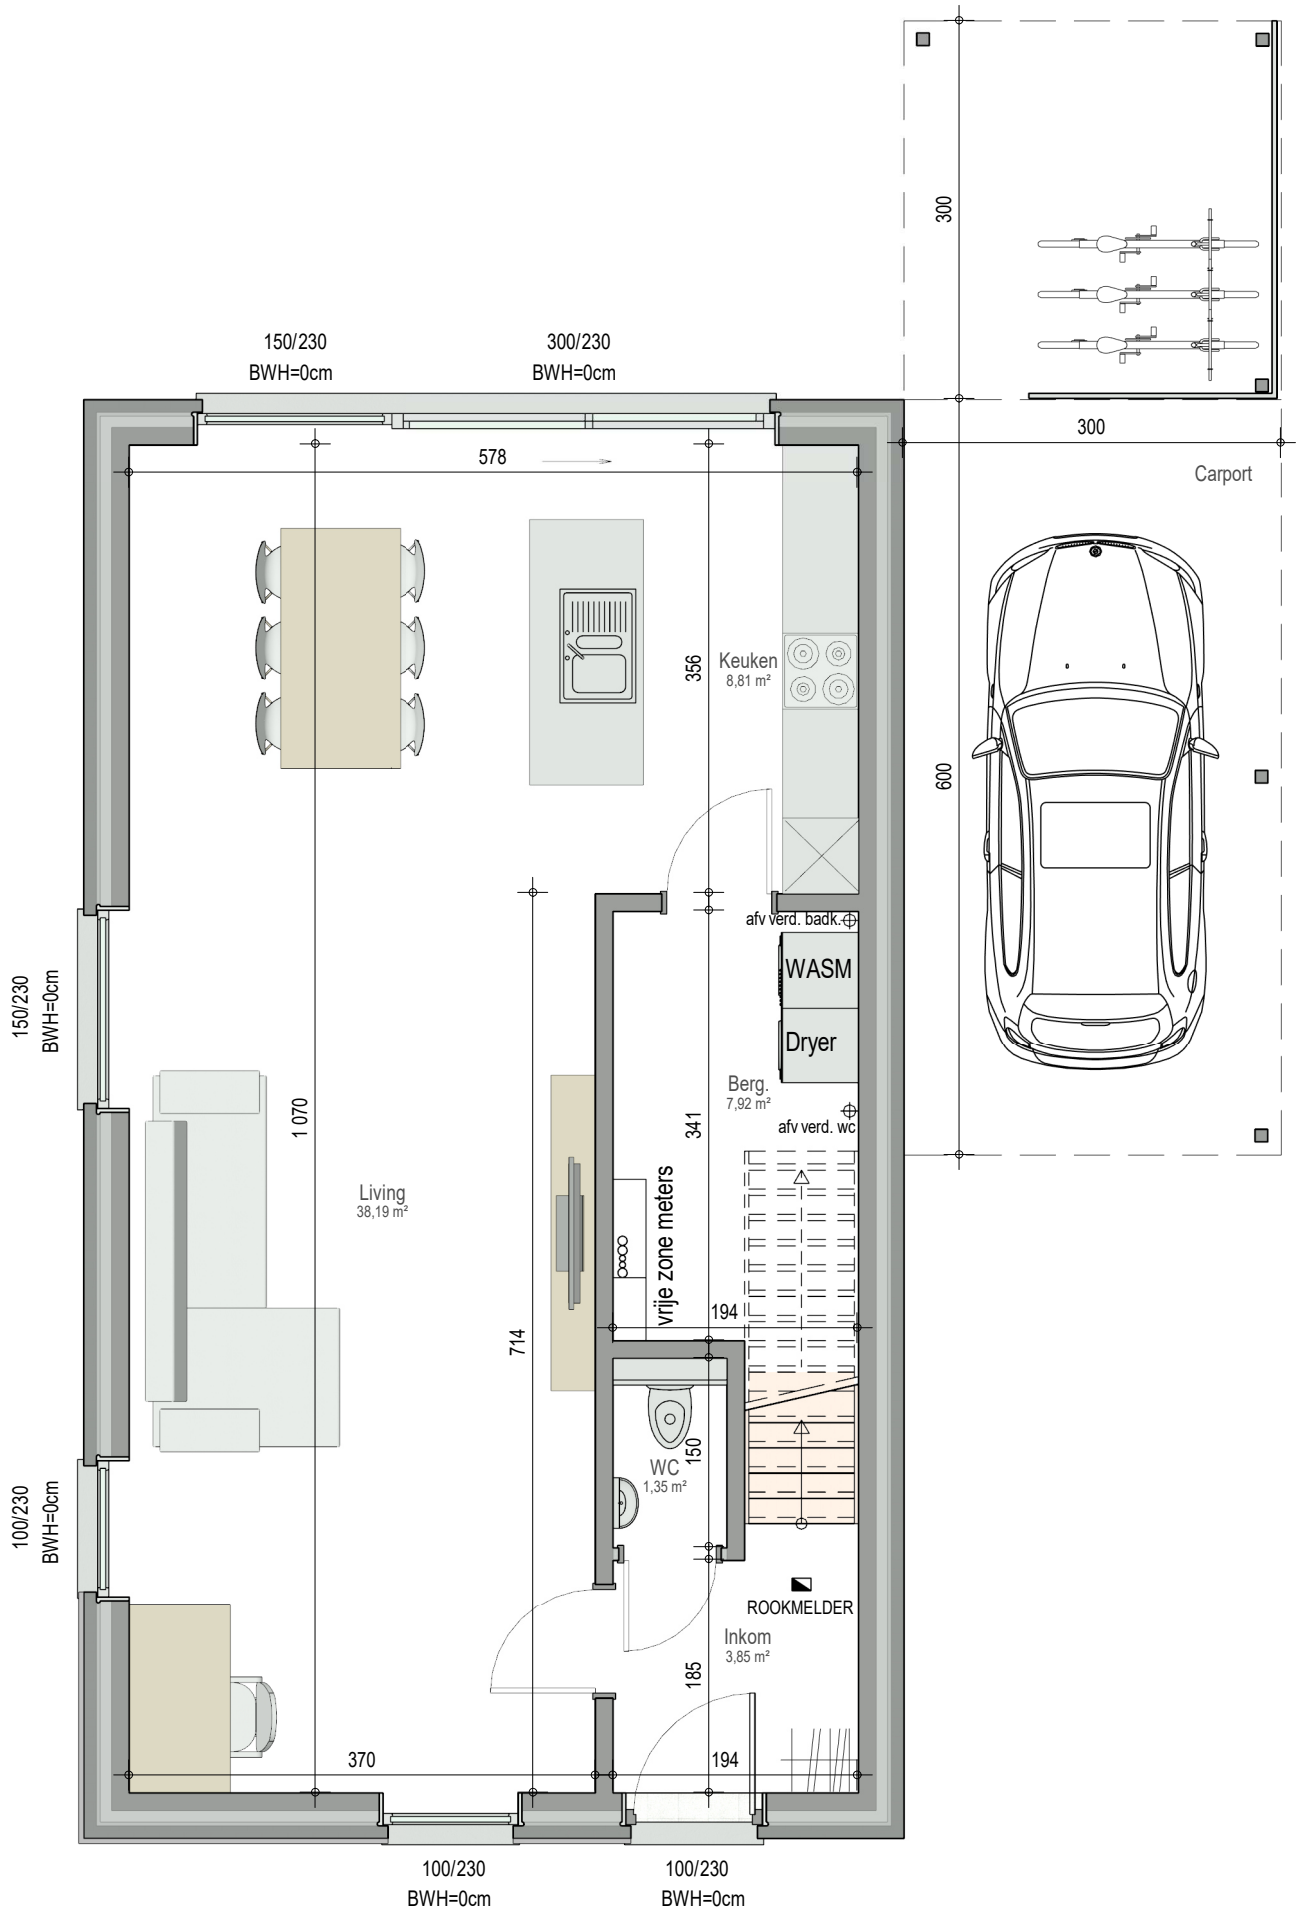 300
150/230
BWH=0cm
300/230
BWH=0cm
300
578
Carport
356
Keuken
8,81 m²
600
afv verd. badk.
WASM
Dryer
150/230
BWH=0cm
Berg.
7,92 m²
1 070
341
afv verd. wc
Living
38,19 m²
vrije zone meters
194
714
150
WC
1,35 m²
100/230
BWH=0cm
ROOKMELDER
Inkom
3,85 m²
185
370
194
100/230
BWH=0cm
100/230
BWH=0cm